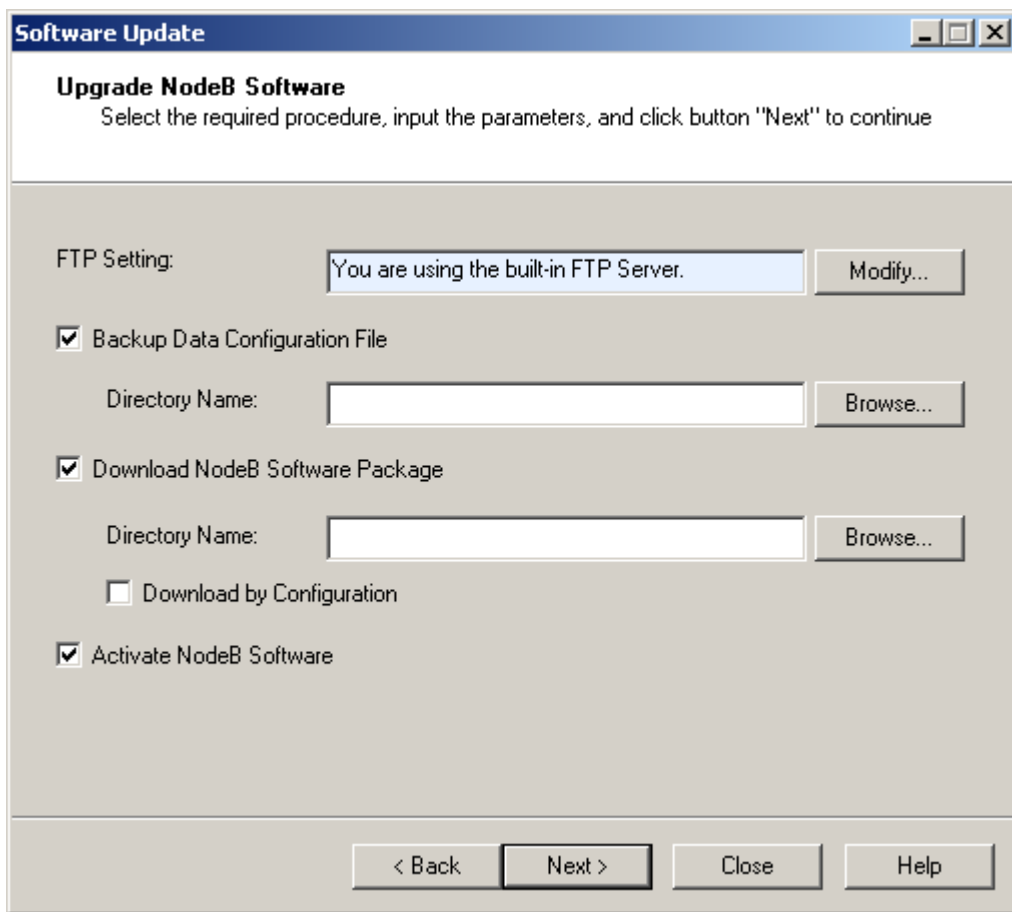 Software Update
Upgrade NodeB Software
Select the required procedure, input the parameters, and click button "Next" to continue
FTP Setting: You are using the built-in FTP Server. Modify...
Backup Data Configuration File
Directory Name: Browse...
Download NodeB Software Package
Directory Name: Browse...
Download by Configuration
Activate NodeB Software
< Back Next > Close Help